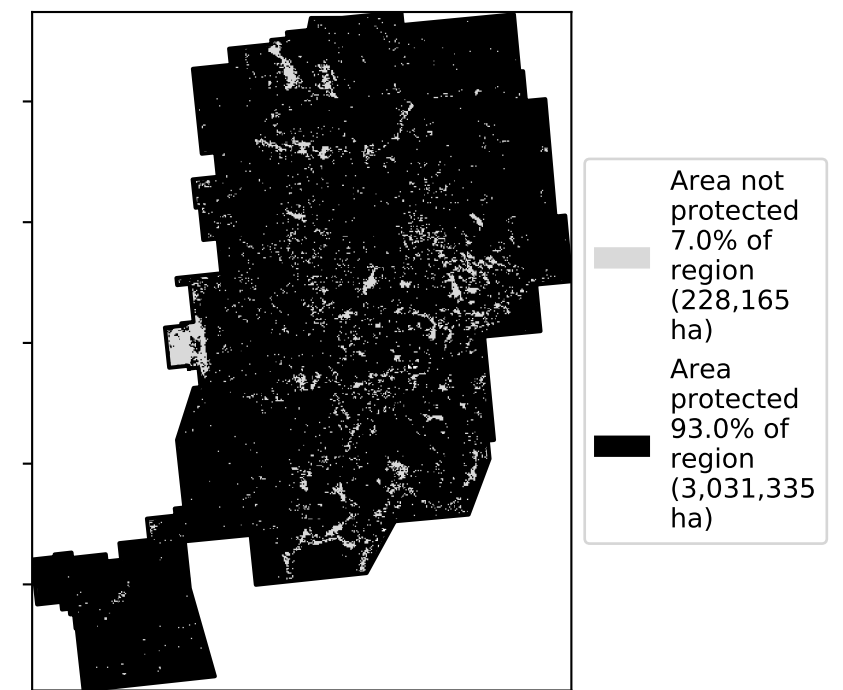 Area not
protected
7.0% of
region
(228,165
ha)
Area
protected
93.0% of
region
(3,031,335
ha)